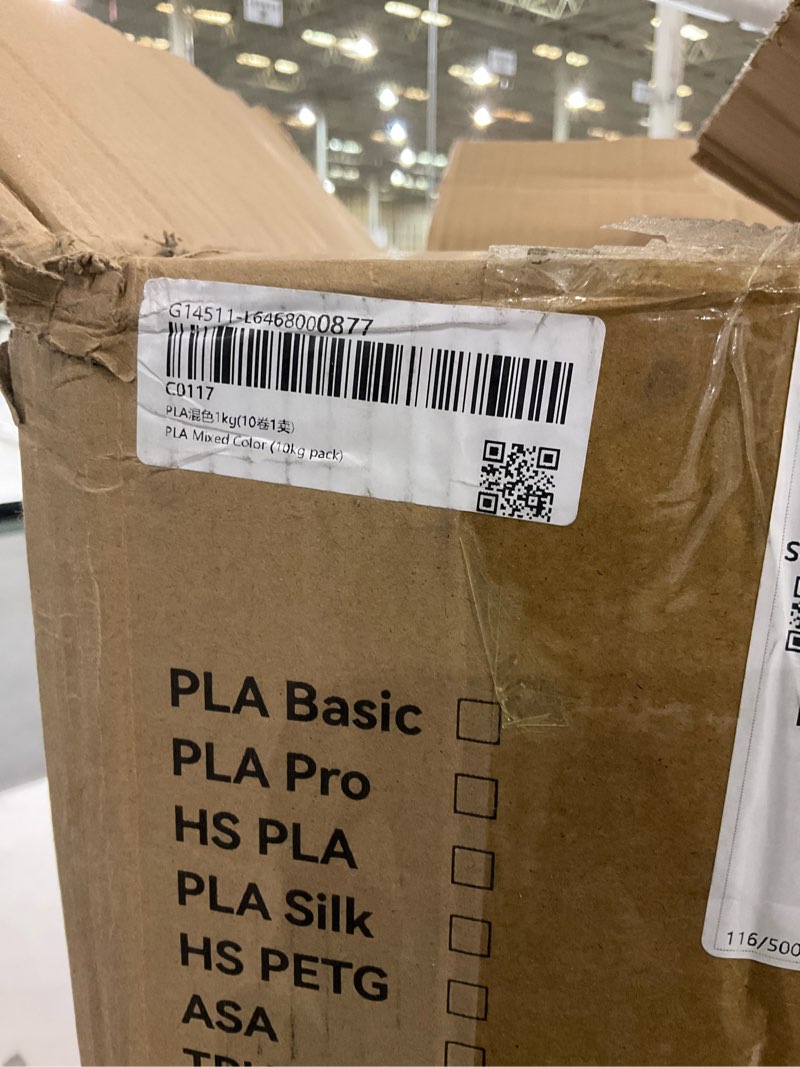 G14511-L6468000877
C0117
PLA混色1kg(10卷1卖)
PLA Mixed Color (10kg pack)
PLA Basic
PLA Pro
HS PLA
PLA Silk
HS PETG
ASA
S
116/500